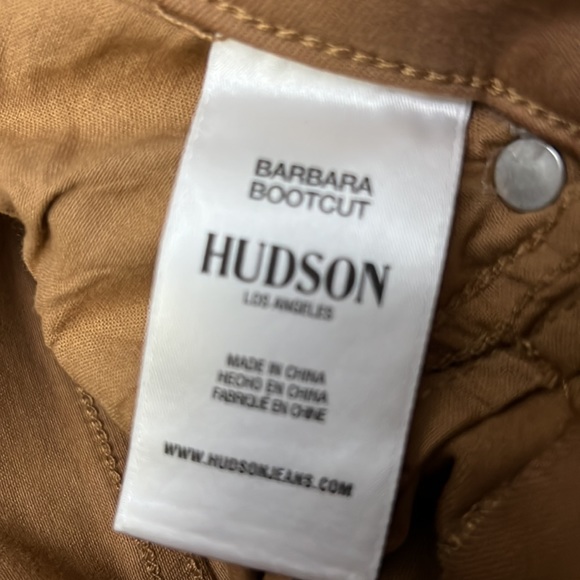 BARBARA
BOOTCUT
HUDSON
LOS ANGELES
MADE IN CHINA
HECHO EN CHINA
FABRIQUÉ EN CHINE
WWW.HUDSONJEANS.COM